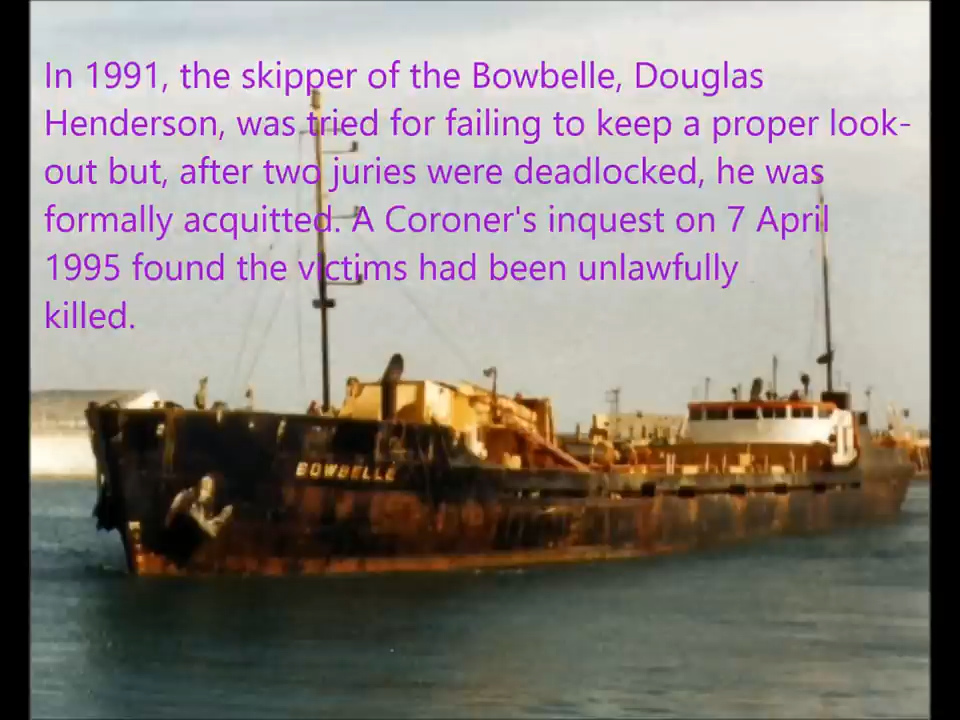 In 1991, the skipper of the Bowbelle, Douglas
Henderson, was tried for failing to keep a proper look-
out but, after two juries were deadlocked, he was
formally acquitted. A Coroner's inquest on 7 April
1995 found the victims had been unlawfully
killed.
BOWBELLE